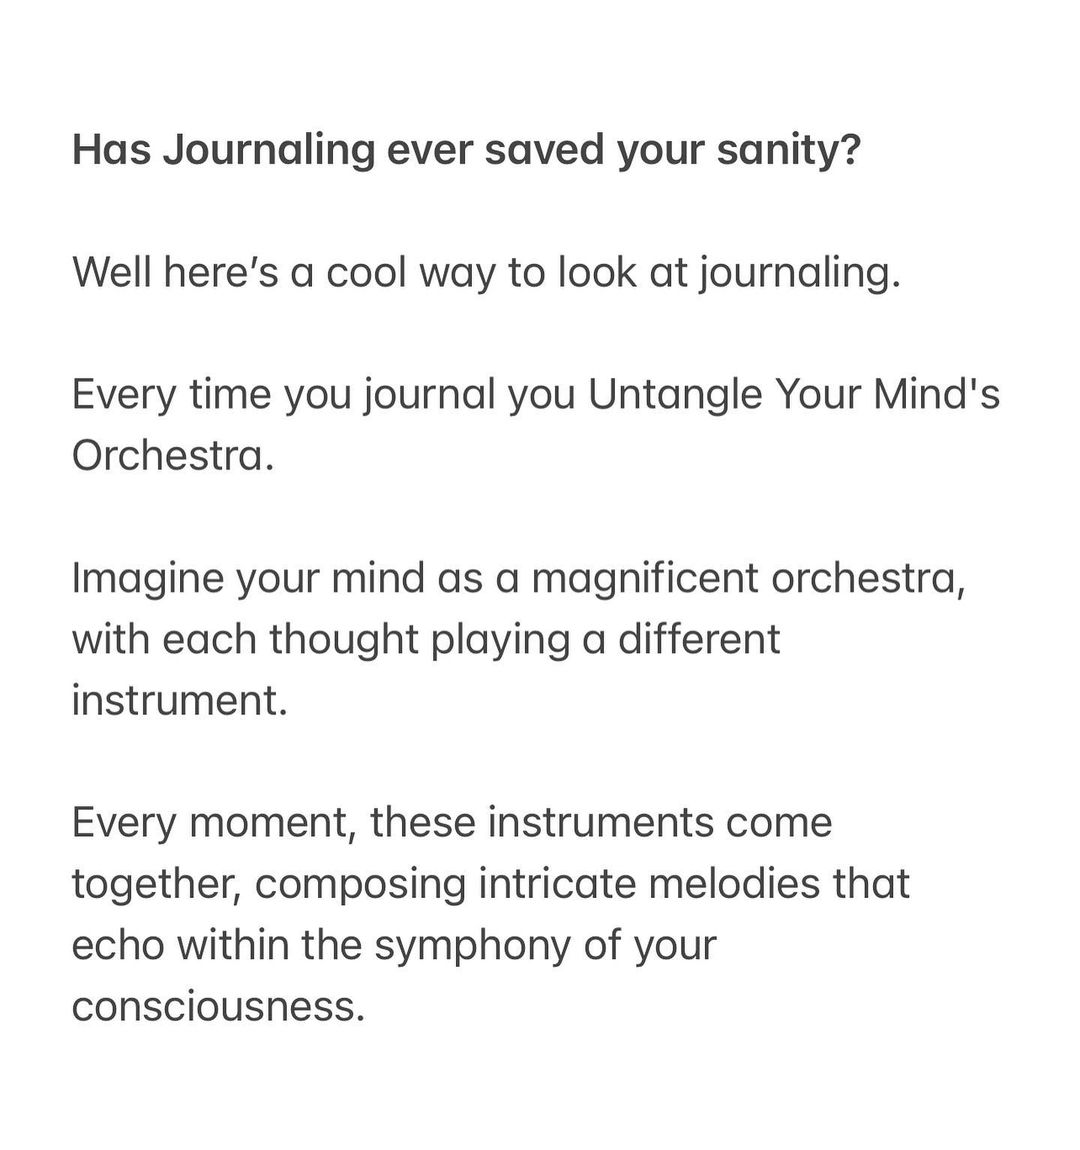 Has Journaling ever saved your sanity?
Well here’s a cool way to look at journaling.
Every time you journal you Untangle Your Mind's
Orchestra.
Imagine your mind as a magnificent orchestra,
with each thought playing a different
instrument.
Every moment, these instruments come
together, composing intricate melodies that
echo within the symphony of your
consciousness.